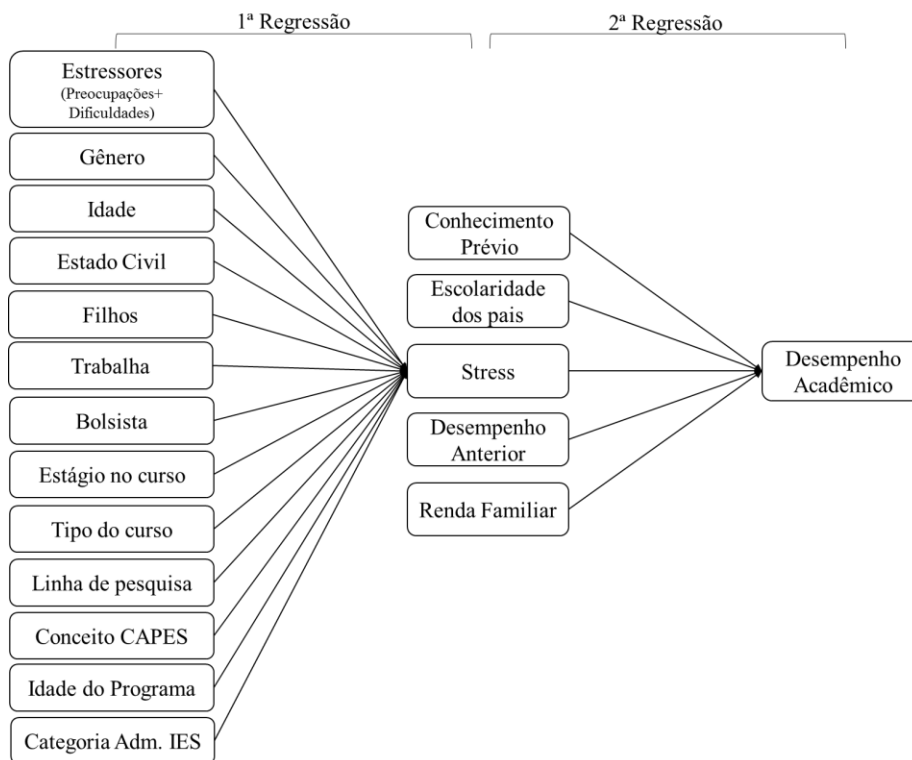 1ª Regressão
2ª Regressão
Estressores
(Preocupações+
Dificuldades)
Gênero
Idade
Estado Civil
Filhos
Trabalha
Bolsista
Estágio no curso
Tipo do curso
Linha de pesquisa
Conceito CAPES
Idade do Programa
Categoria Adm. IES
Conhecimento
Prévio
Escolaridade
dos pais
Stress
Desempenho
Anterior
Renda Familiar
Desempenho
Acadêmico